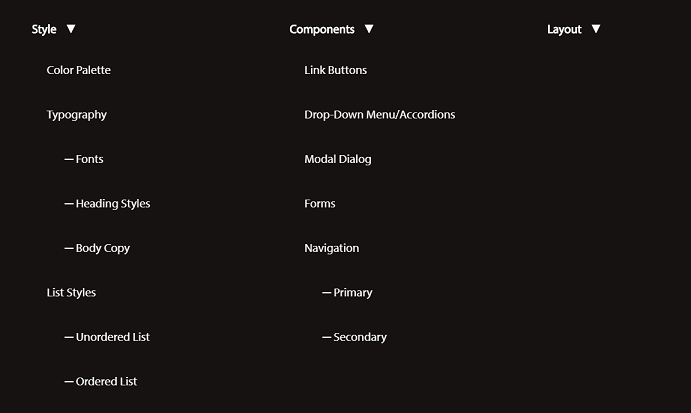 Style ▼
Color Palette
Typography
— Fonts
— Heading Styles
— Body Copy
List Styles
— Unordered List
— Ordered List
Components ▼
Link Buttons
Drop-Down Menu/Accordions
Modal Dialog
Forms
Navigation
— Primary
— Secondary
Layout ▼